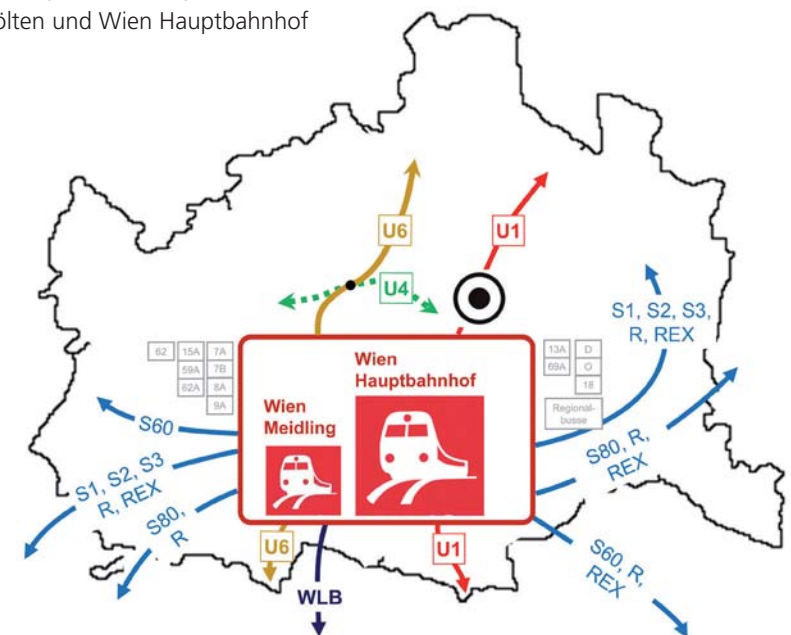 ölten und Wien Hauptbahnhof
U6
U1
U4
S1, S2, S3,
R, REX
62 15A 7A
59A 7B
62A 8A
9A
13A D
69A O
18
Regional-
busse
Wien
Hauptbahnhof
Wien
Meidling
S60
S1, S2, S3
R, REX
S80,
R
S80, R,
REX
S60, R,
REX
U6
U1
WLB